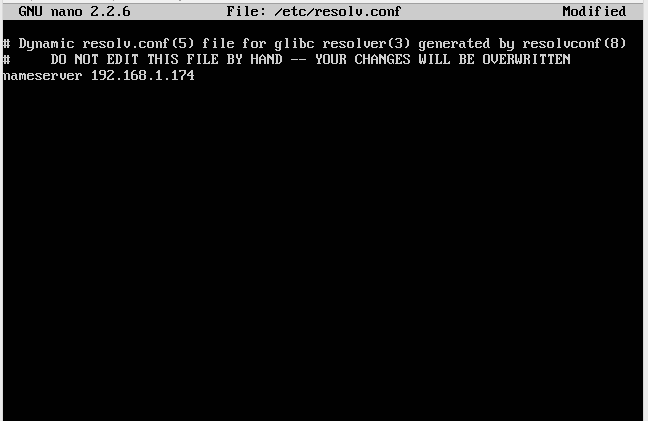 GNU nano 2.2.6 File: /etc/resolv.conf Modified
# Dynamic resolv.conf(5) file for glibc resolver(3) generated by resolvconf(8)
# DO NOT EDIT THIS FILE BY HAND -- YOUR CHANGES WILL BE OVERWRITTEN
nameserver 192.168.1.174